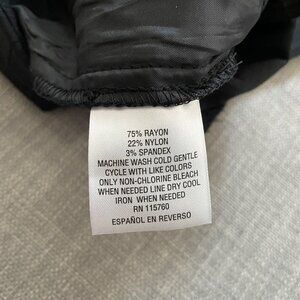 75% RAYON
22% NYLON
3% SPANDEX
MACHINE WASH COLD GENTLE
CYCLE WITH LIKE COLORS
ONLY NON-CHLORINE BLEACH
WHEN NEEDED LINE DRY COOL
IRON WHEN NEEDED
RN 115760
ESPAÑOL EN REVERSO